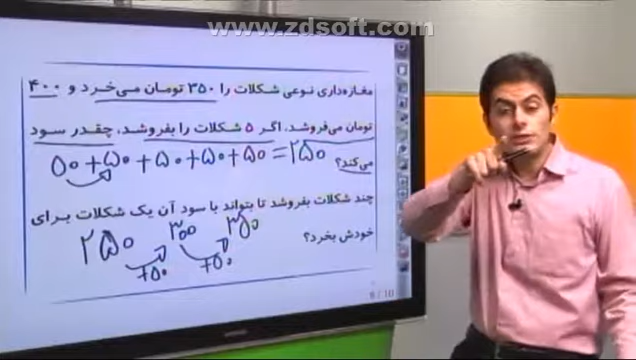 www.zdsoft.com
مغازه‌داری نوعی شکلات را ۳۵۰ تومان می‌خرد و ۴۰۰
تومان می‌فروشد. اگر ۵ شکلات را بفروشد، چقدر سود
می‌کند؟
۵۰+۵۰+۵۰+۵۰+۵۰=۲۵۰
چند شکلات بفروشد تا بتواند با سود آن یک شکلات برای
خودش بخرد؟
۲۵۰ ۳۰۰ ۳۵۰
+۵۰ +۵۰